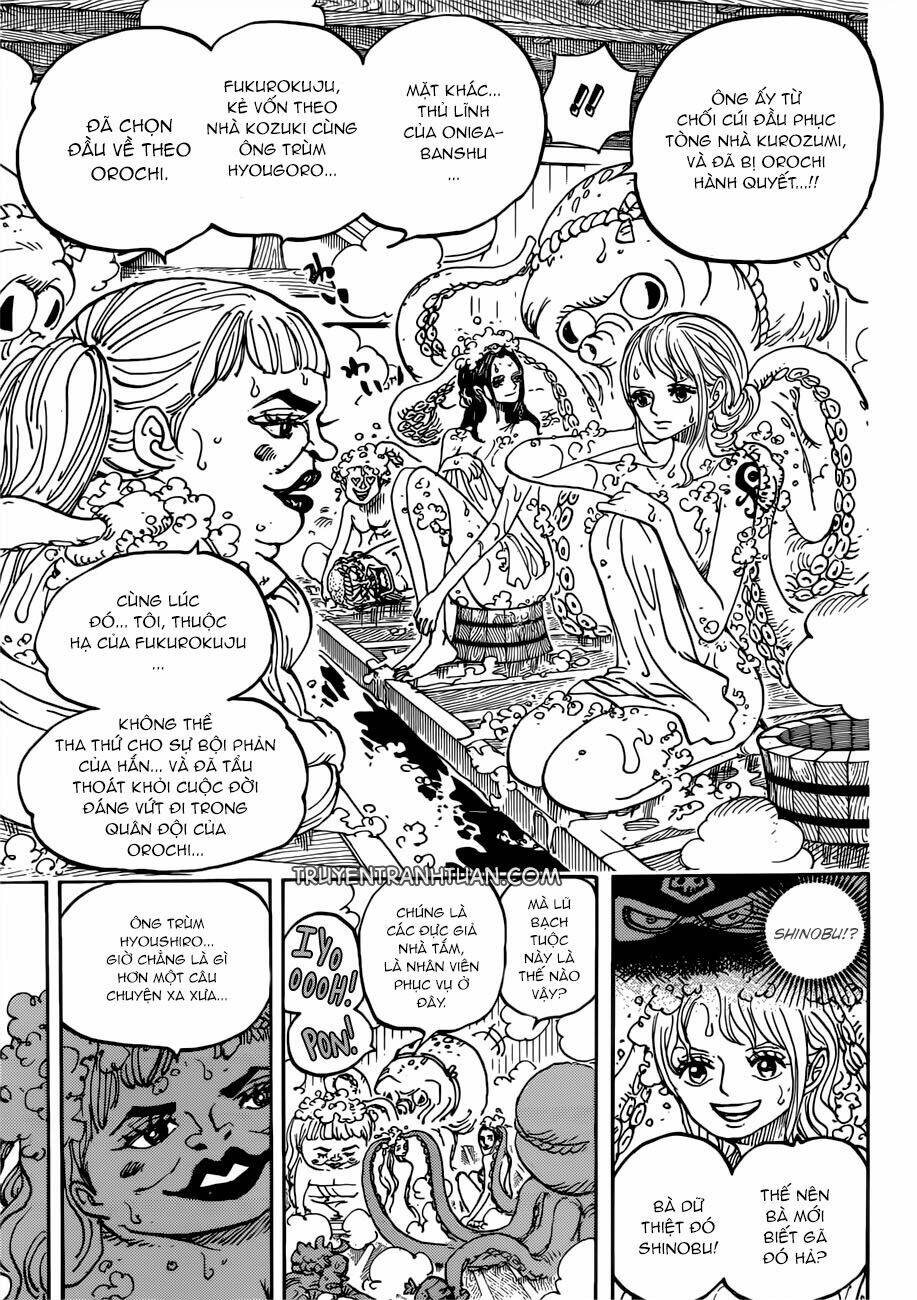 ÔNG ẤY TỪ
CHỐI CÚI ĐẦU PHỤC
TÒNG NHÀ KUROZUMI,
VÀ ĐÃ BỊ OROCHI
HÀNH QUYẾT...!!
!!
MẶT KHÁC...
THỦ LĨNH
CỦA ONIGA-
BANSHU
...
FUKUROKUJU,
KẺ VỐN THEO
NHÀ KOZUKI CÙNG
ÔNG TRÙM
HYOUGORO...
ĐÃ CHỌN
ĐẦU VỀ THEO
OROCHI.
CÙNG LÚC
ĐÓ... TÔI, THUỘC
HẠ CỦA FUKUROKUJU
...
KHÔNG THỂ
THA THỨ CHO SỰ BỘI PHẢN
CỦA HẮN... VÀ ĐÃ TẨU
THOÁT KHỎI CUỘC ĐỜI
ĐÁNG VỨT ĐI TRONG
QUÂN ĐỘI CỦA
OROCHI...
TRUYENTRANHTUAN.COM
SHINOBU!?
THẾ NÊN
BÀ MỚI
BIẾT GÃ
ĐÓ HẢ?
BÀ DỮ
THIỆT ĐÓ
SHINOBU!
MÀ LŨ
BẠCH
TUỘC
NÀY LÀ
THẾ NÀO
VẬY?
CHÚNG LÀ
CÁC ĐỰC GIẢ
NHÀ TẮM,
LÀ NHÂN VIÊN
PHỤC VỤ Ở
ĐÂY.
IYO
OOOH!
PON!
ÔNG TRÙM
HYOUSHIRO...
GIỜ CHẲNG LÀ GÌ
HƠN MỘT CÂU
CHUYỆN XA XƯA...